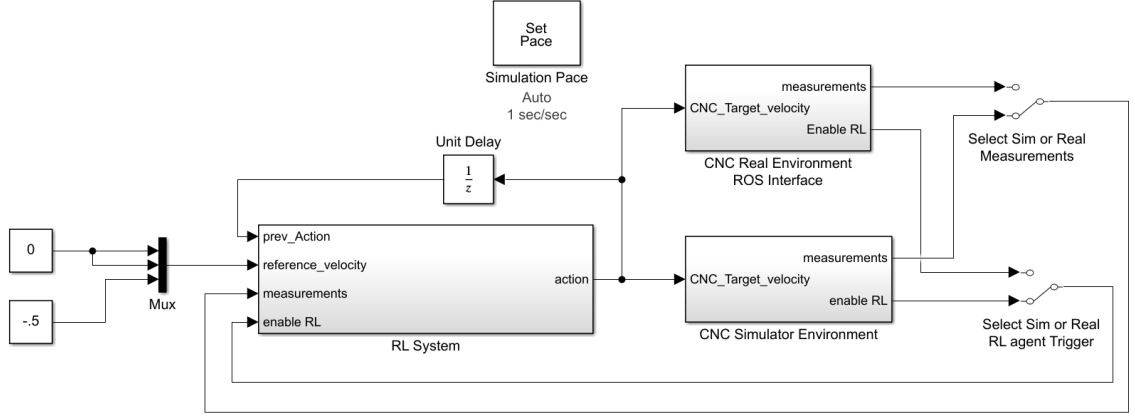 Set
Pace
Simulation Pace
Auto
1 sec/sec
measurements
CNC_Target_velocity
Enable RL
CNC Real Environment
ROS Interface
Select Sim or Real
Measurements
Unit Delay
1
z
0
-.5
Mux
prev_Action
reference_velocity
measurements
enable RL
action
RL System
measurements
CNC_Target_velocity
enable RL
CNC Simulator Environment
Select Sim or Real
RL agent Trigger